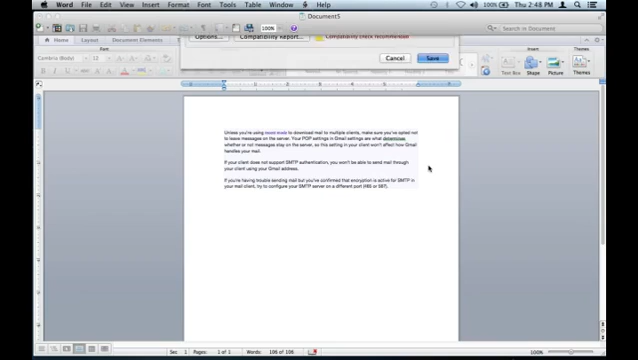 Word File Edit View Insert Format Font Tools Table Window Help 100% Thu 2:48 PM
Document5
100% Search in Document
Options... Compatibility Report... Compatibility check recommended
Cancel Save
Home Layout Document Elements Insert Themes
Text Box Shape Picture Themes
Unless you're using recent mode to download mail to multiple clients, make sure you've opted not
to leave messages on the server. Your POP settings in Gmail settings are what determines
whether or not messages stay on the server, so this setting in your client won't affect how Gmail
handles your mail.
If your client does not support SMTP authentication, you won't be able to send mail through
your client using your Gmail address.
If you're having trouble sending mail but you've confirmed that encryption is active for SMTP in
your mail client, try to configure your SMTP server on a different port (465 or 587).
Sec 1 Pages: 1 of 1 Words: 106 of 106 100%